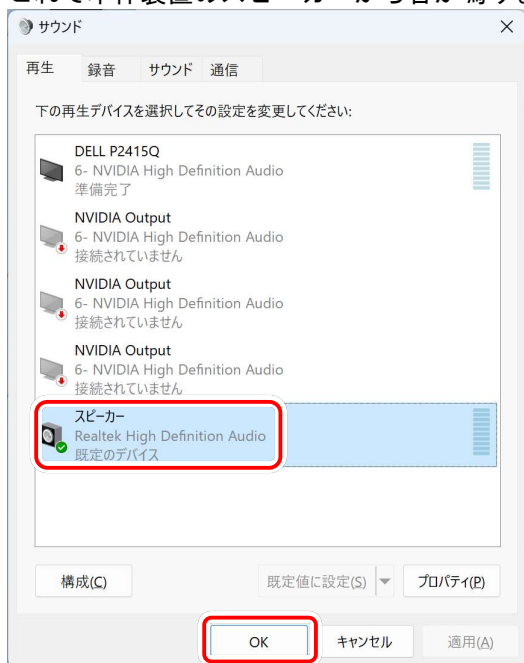 サウンド
再生 録音 サウンド 通信
下の再生デバイスを選択してその設定を変更してください:
DELL P2415Q
6- NVIDIA High Definition Audio
準備完了
NVIDIA Output
6- NVIDIA High Definition Audio
接続されていません
NVIDIA Output
6- NVIDIA High Definition Audio
接続されていません
NVIDIA Output
6- NVIDIA High Definition Audio
接続されていません
スピーカー
Realtek High Definition Audio
既定のデバイス
構成(C) 既定値に設定(S) プロパティ(P)
OK キャンセル 適用(A)